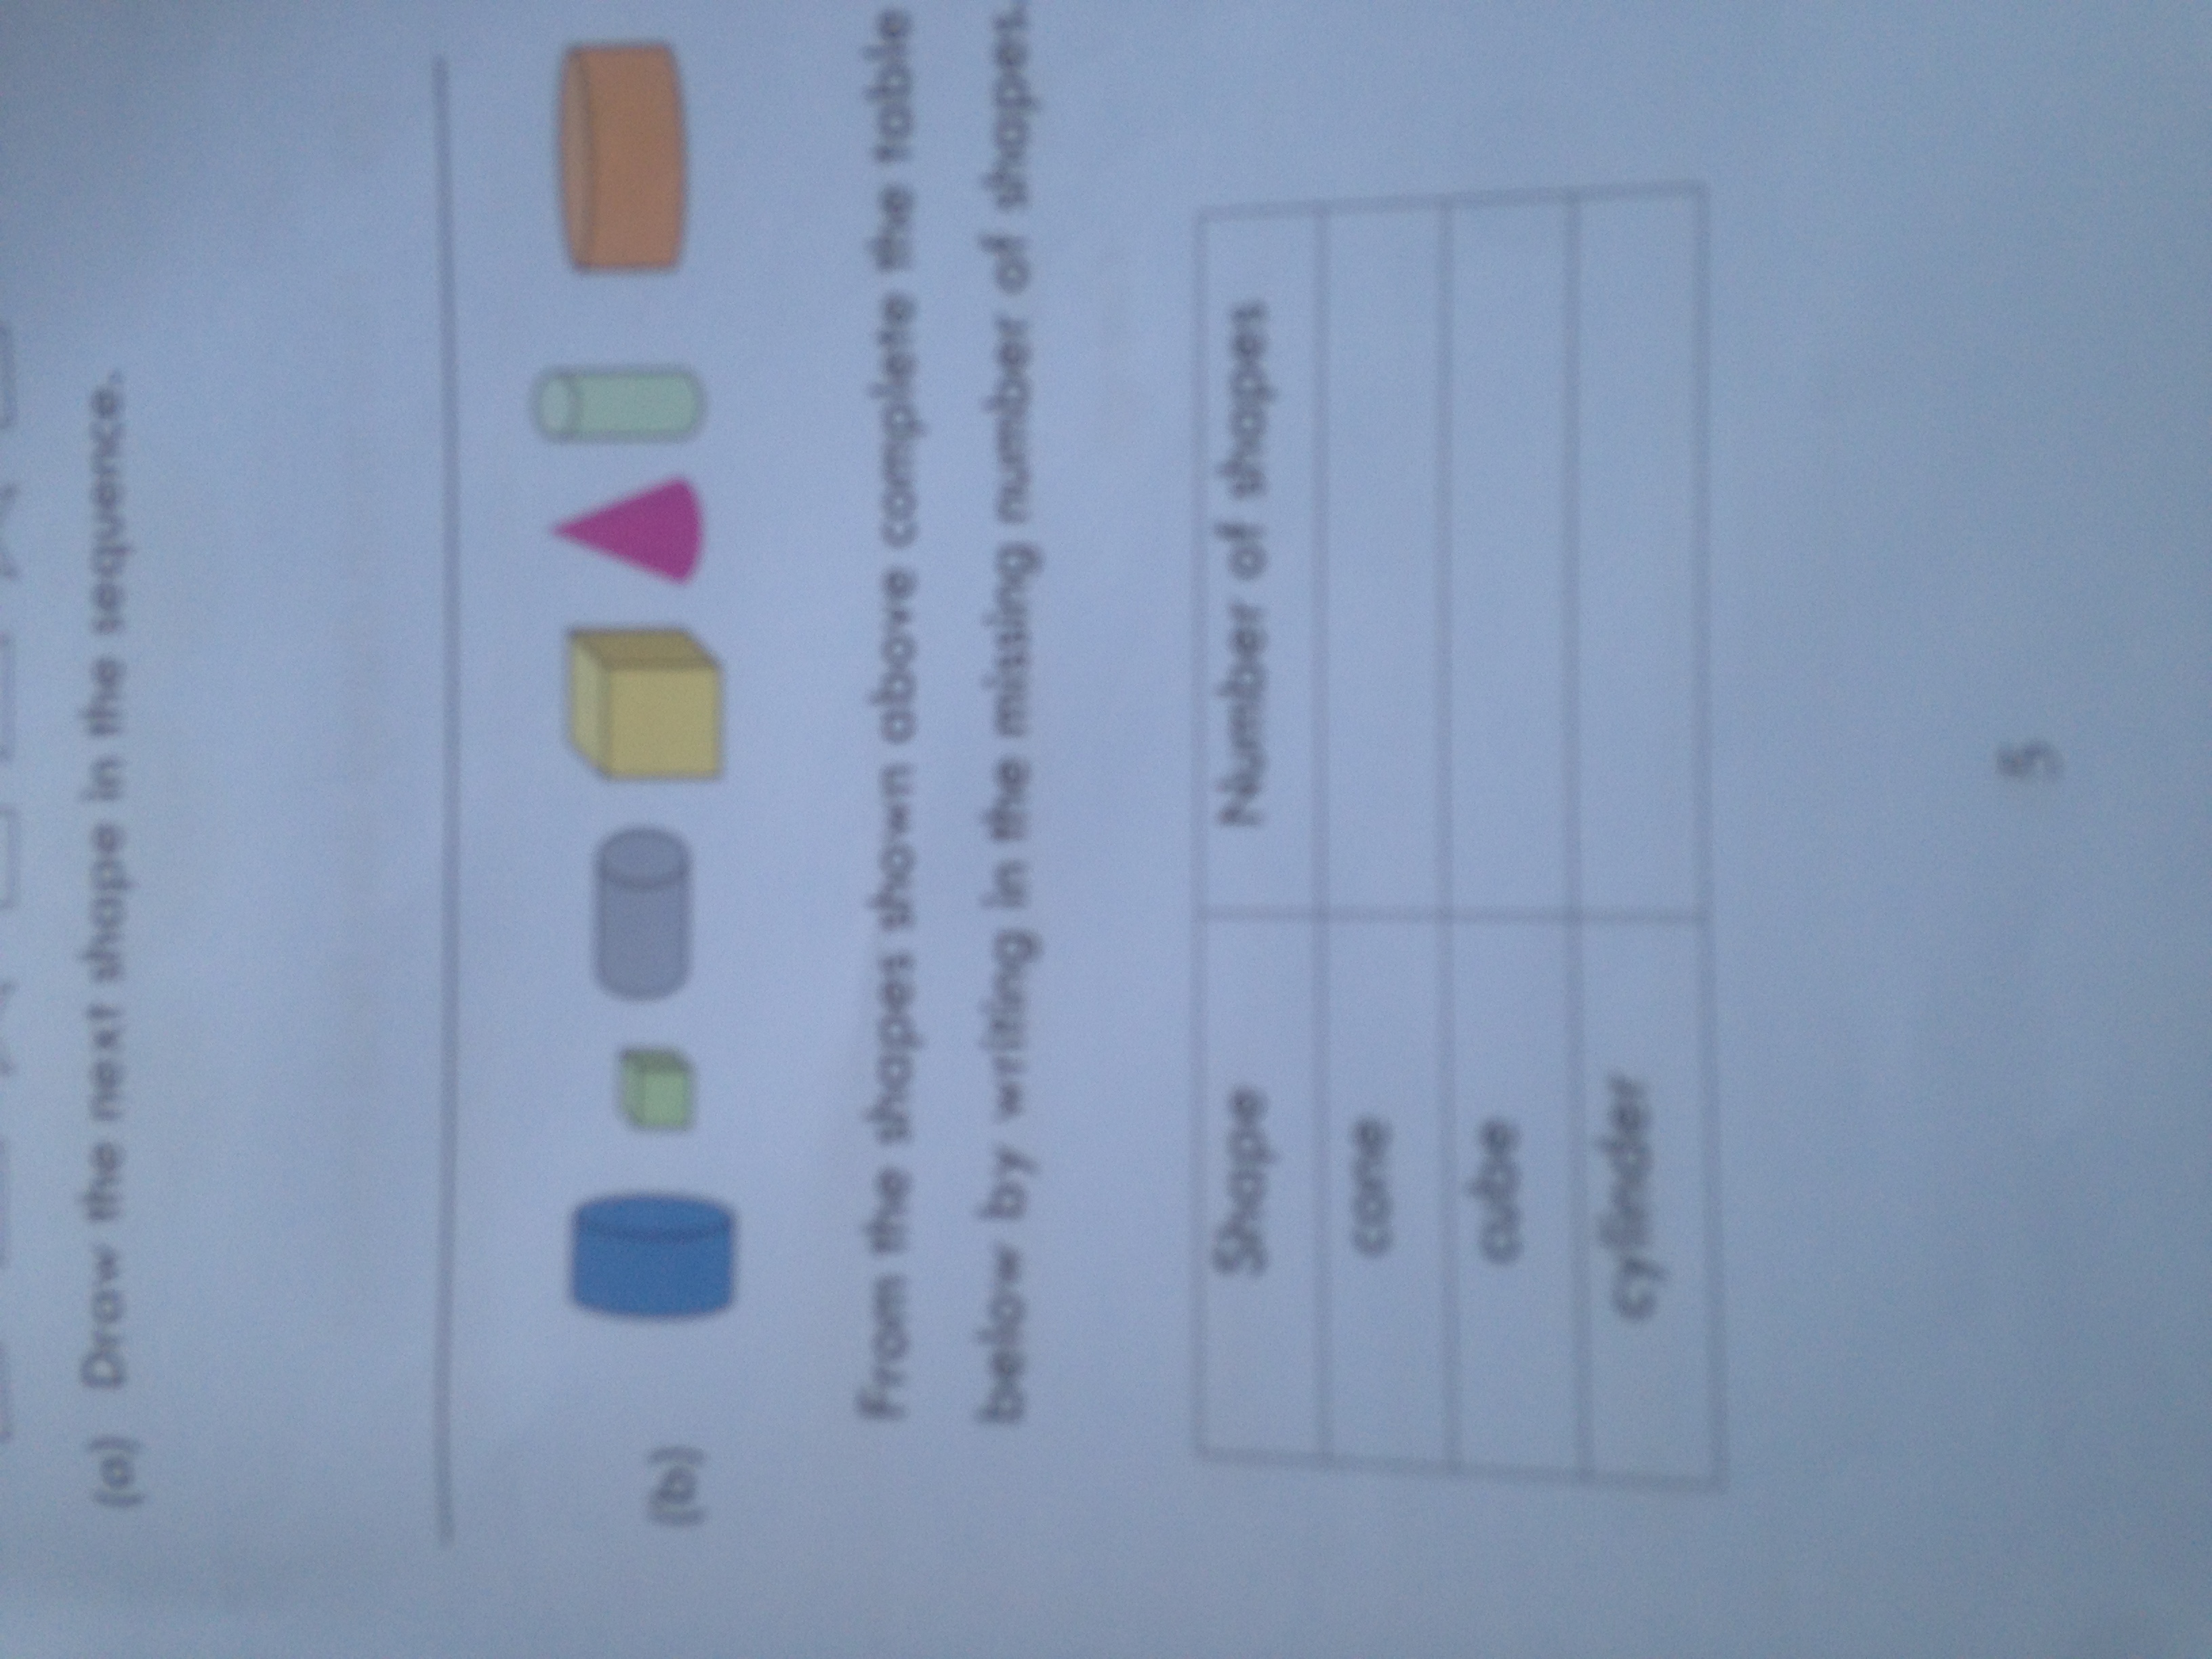 (a) Draw the next shape in the sequence.
(b)
From the shapes shown above complete the table
below by writing in the missing number of shapes.
Shape Number of shapes
cone
cube
cylinder
5